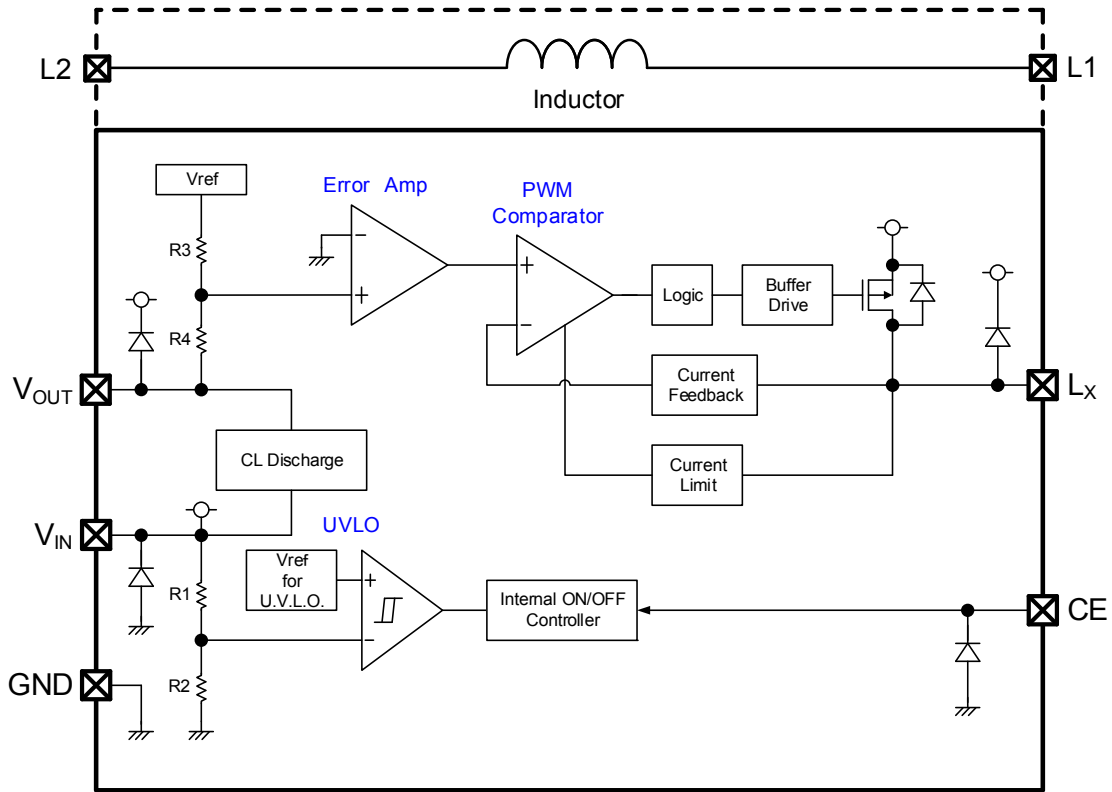 L2
L1
Inductor
Vref
Error Amp
PWM
Comparator
R3
R4
Logic
Buffer
Drive
VOUT
Current
Feedback
LX
CL Discharge
Current
Limit
VIN
UVLO
Vref
for
U.V.L.O.
R1
Internal ON/OFF
Controller
CE
GND
R2